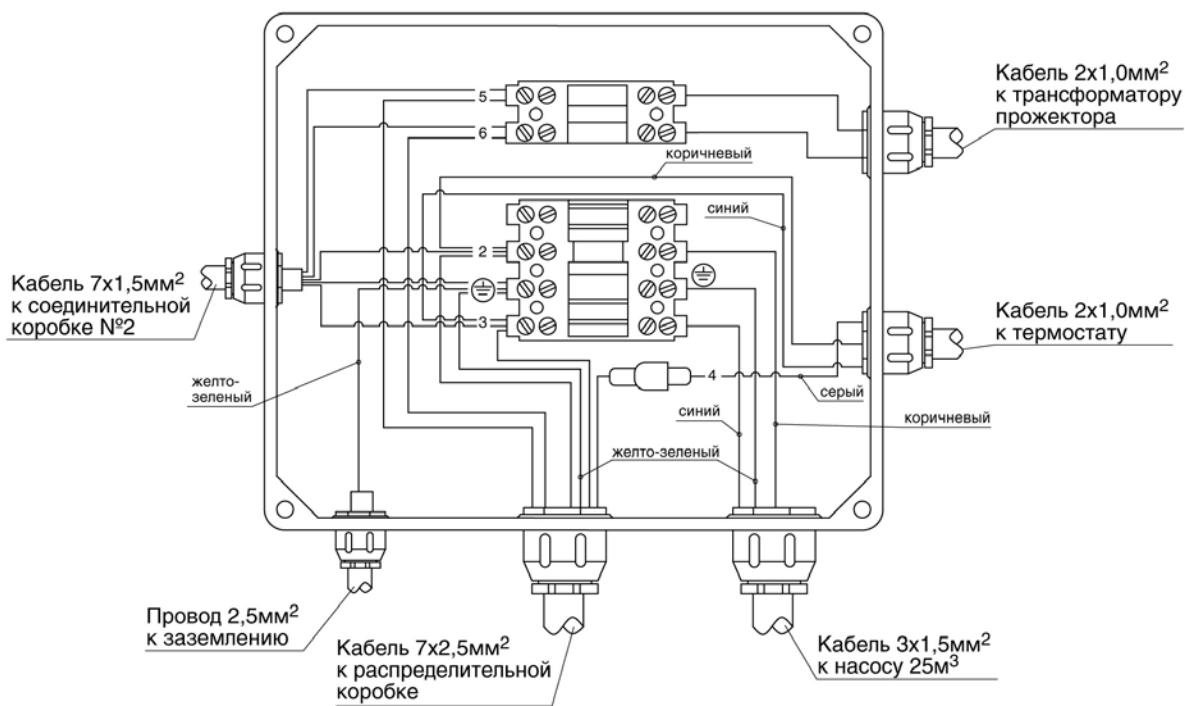 Кабель 2х1,0мм²
к трансформатору
прожектора
5
6
коричневый
синий
2
3
Кабель 7х1,5мм²
к соединительной
коробке №2
Кабель 2х1,0мм²
к термостату
4
серый
желто-
зеленый
синий
коричневый
желто-зеленый
Провод 2,5мм²
к заземлению
Кабель 7х2,5мм²
к распределительной
коробке
Кабель 3х1,5мм²
к насосу 25м³